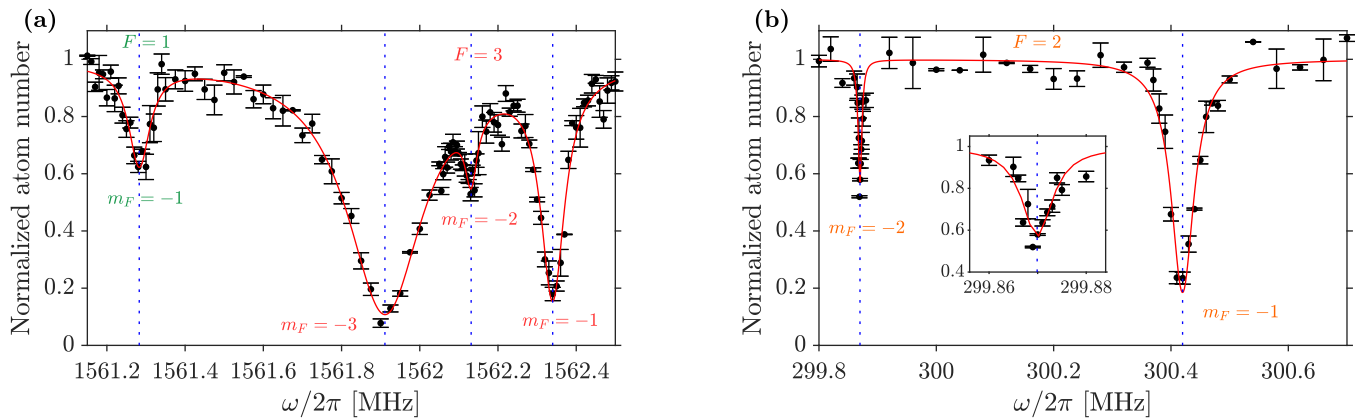 (a)
F = 1
F = 3
m_F = −1
m_F = −2
m_F = −3
m_F = −1
1
0.8
0.6
0.4
0.2
0
Normalized atom number
1561.2 1561.4 1561.6 1561.8 1562 1562.2 1562.4
ω/2π [MHz]
(b)
F = 2
m_F = −2
m_F = −1
1
0.8
0.6
0.4
0.2
0
Normalized atom number
1
0.8
0.6
0.4
299.86 299.88
299.8 300 300.2 300.4 300.6
ω/2π [MHz]